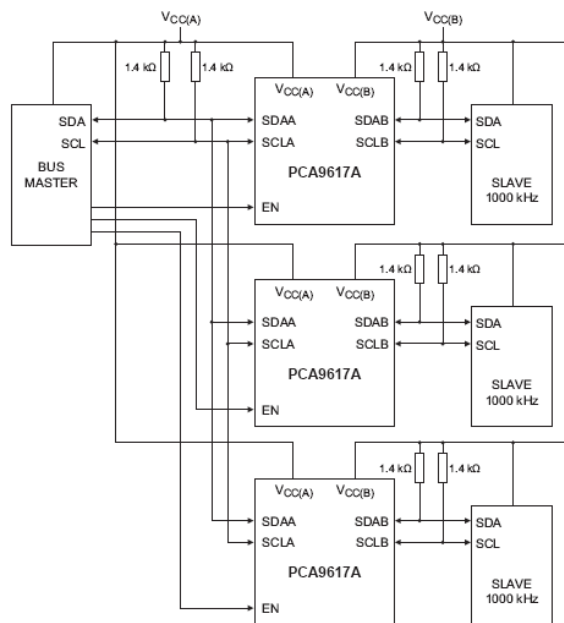 VCC(A)
VCC(B)
1.4 kΩ
1.4 kΩ
1.4 kΩ
1.4 kΩ
VCC(A)
VCC(B)
SDA
SDAA
SDAB
SDA
SCL
SCLA
SCLB
SCL
BUS
MASTER
PCA9617A
SLAVE
1000 kHz
EN
1.4 kΩ
1.4 kΩ
VCC(A)
VCC(B)
SDAA
SDAB
SDA
SCLA
SCLB
SCL
PCA9617A
SLAVE
1000 kHz
EN
1.4 kΩ
1.4 kΩ
VCC(A)
VCC(B)
SDAA
SDAB
SDA
SCLA
SCLB
SCL
PCA9617A
SLAVE
1000 kHz
EN